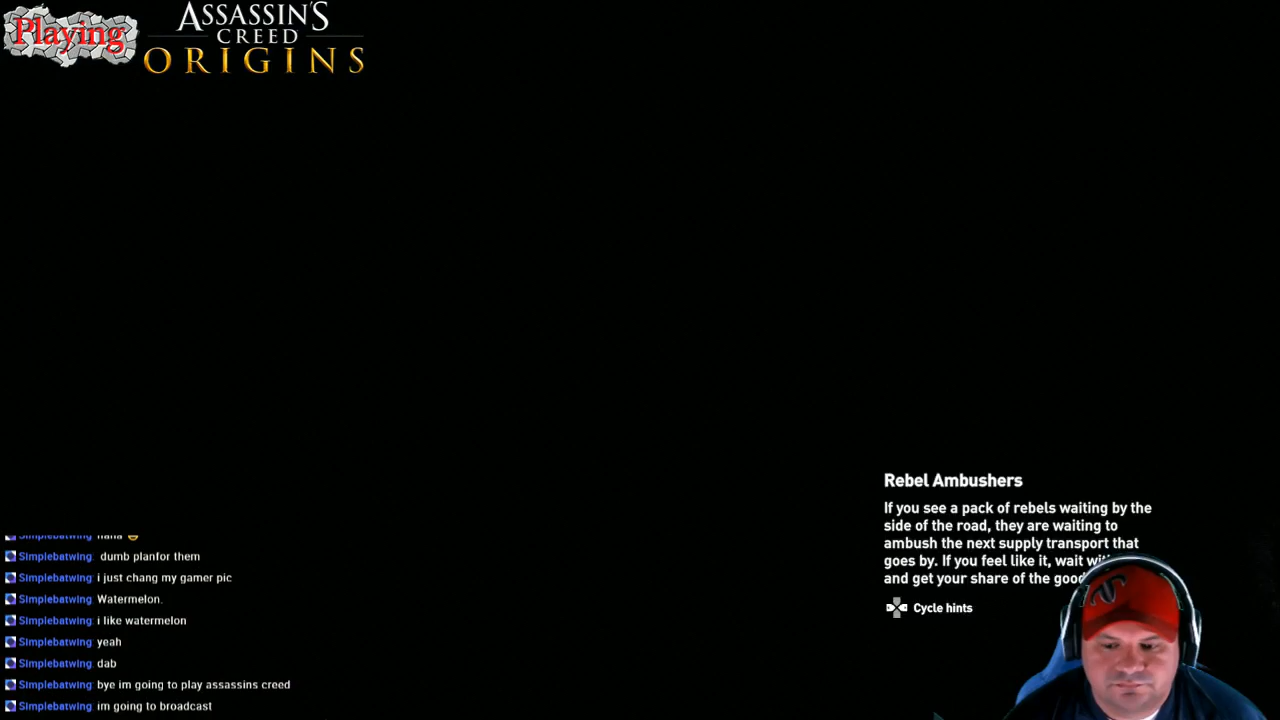 Playing
ASSASSIN'S
CREED
ORIGINS
Rebel Ambushers
If you see a pack of rebels waiting by the
side of the road, they are waiting to
ambush the next supply transport that
goes by. If you feel like it, wait
and get your share of the
Cycle hints
Simplebatwing: haha
Simplebatwing: dumb planfor them
Simplebatwing: i just chang my gamer pic
Simplebatwing: Watermelon.
Simplebatwing: i like watermelon
Simplebatwing: yeah
Simplebatwing: dab
Simplebatwing: bye im going to play assassins creed
Simplebatwing: im going to broadcast